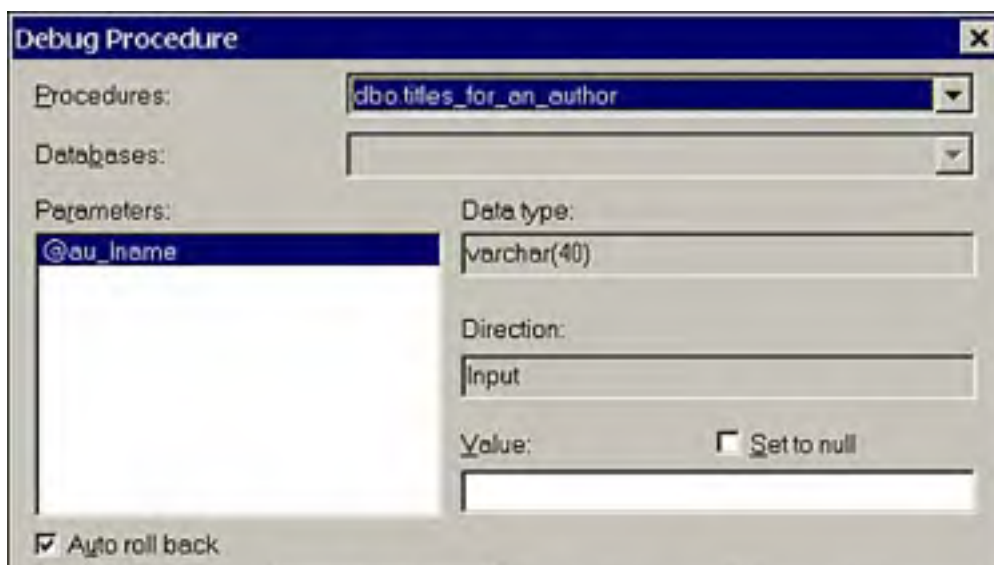 Debug Procedure
Procedures:
dbo.titles_for_an_author
Databases:
Parameters:
@au_lname
Data type:
varchar(40)
Direction:
Input
Value:
Set to null
Auto roll back